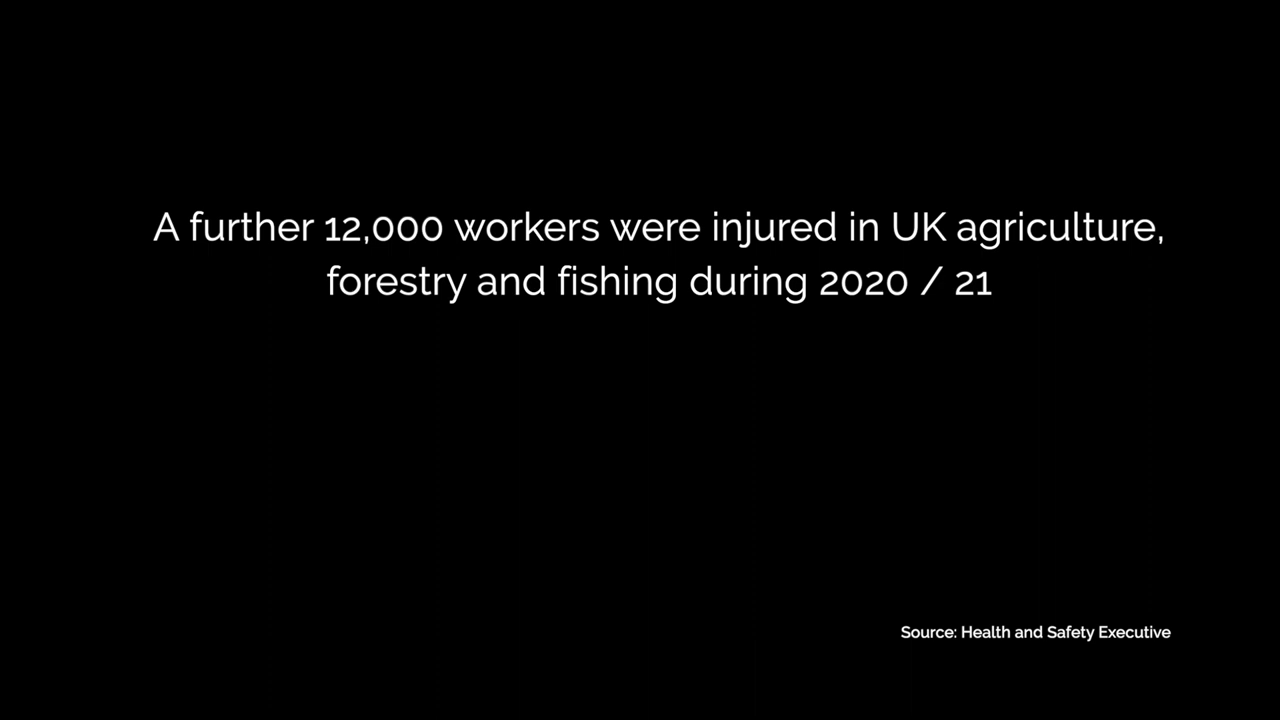 A further 12,000 workers were injured in UK agriculture,
forestry and fishing during 2020 / 21
Source: Health and Safety Executive